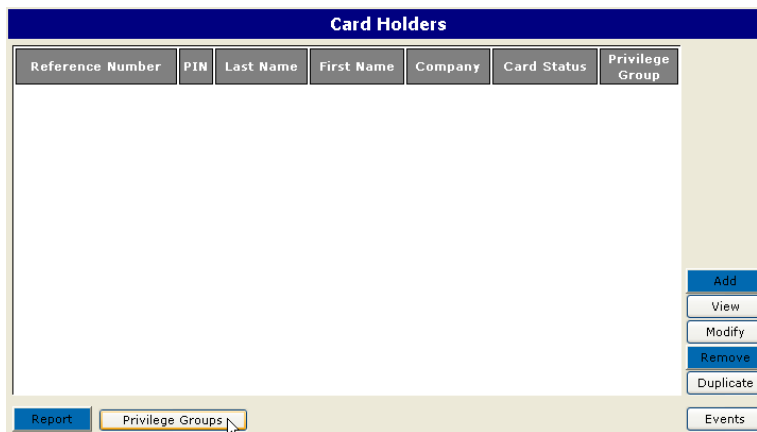 Card Holders
Reference Number PIN Last Name First Name Company Card Status Privilege Group
Add
View
Modify
Remove
Duplicate
Report Privilege Groups Events